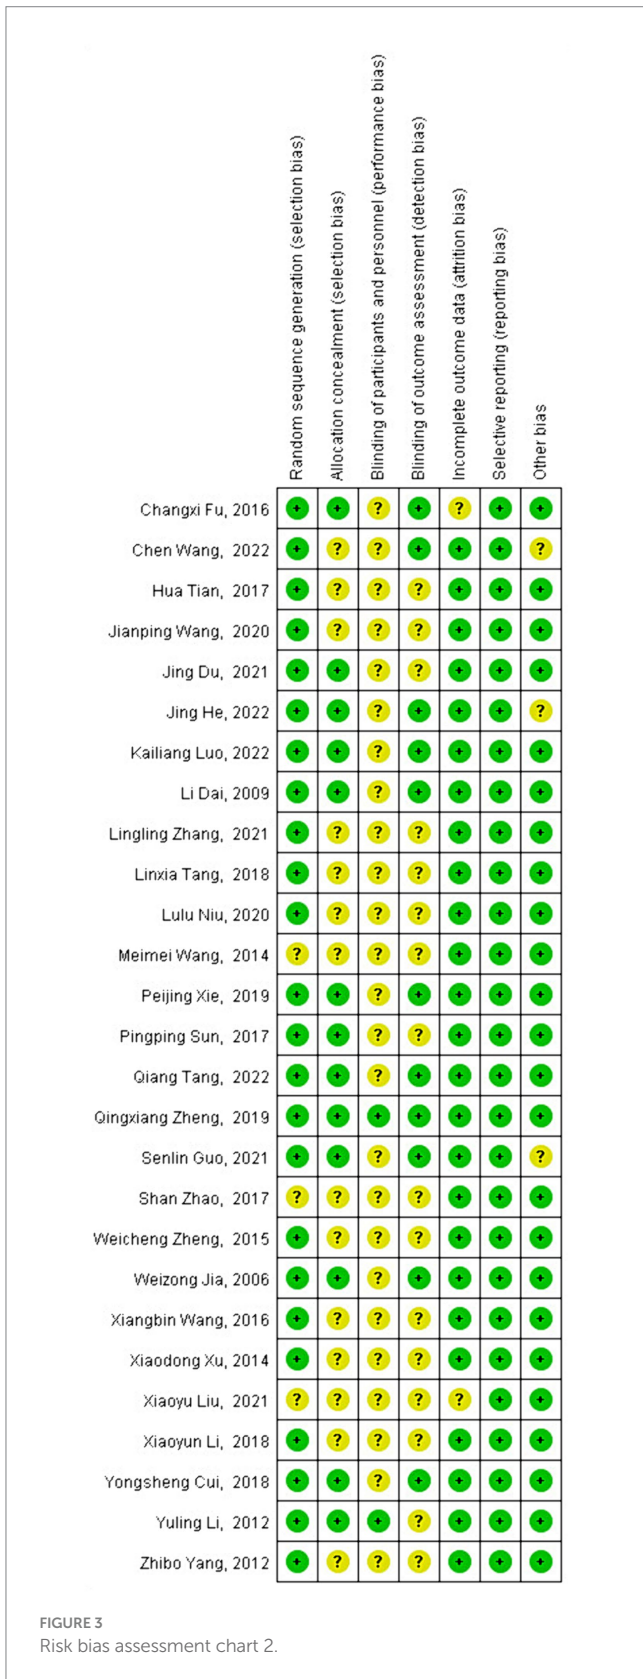 Random sequence generation (selection bias)
Allocation concealment (selection bias)
Blinding of participants and personnel (performance bias)
Blinding of outcome assessment (detection bias)
Incomplete outcome data (attrition bias)
Selective reporting (reporting bias)
Other bias
Changxi Fu, 2016 + + ? + ? + +
Chen Wang, 2022 + ? ? + + + ?
Hua Tian, 2017 + ? ? ? + + +
Jianping Wang, 2020 + ? ? ? + + +
Jing Du, 2021 + + ? ? + + +
Jing He, 2022 + + ? + + + ?
Kailiang Luo, 2022 + + ? + + + +
Li Dai, 2009 + + ? + + + +
Lingling Zhang, 2021 + ? ? ? + + +
Linxia Tang, 2018 + ? ? ? + + +
Lulu Niu, 2020 + ? ? ? + + +
Meimei Wang, 2014 ? ? ? ? + + +
Peijing Xie, 2019 + + ? + + + +
Pingping Sun, 2017 + + ? ? + + +
Qiang Tang, 2022 + + ? + + + +
Qingxiang Zheng, 2019 + + + + + + +
Senlin Guo, 2021 + + ? + + + ?
Shan Zhao, 2017 ? ? ? ? + + +
Weicheng Zheng, 2015 + ? ? ? + + +
Weizong Jia, 2006 + + ? + + + +
Xiangbin Wang, 2016 + ? ? ? + + +
Xiaodong Xu, 2014 + ? ? ? + + +
Xiaoyu Liu, 2021 ? ? ? ? ? + +
Xiaoyun Li, 2018 + ? ? ? + + +
Yongsheng Cui, 2018 + + ? + + + +
Yuling Li, 2012 + + + ? + + +
Zhibo Yang, 2012 + ? ? ? + + +
FIGURE 3
Risk bias assessment chart 2.